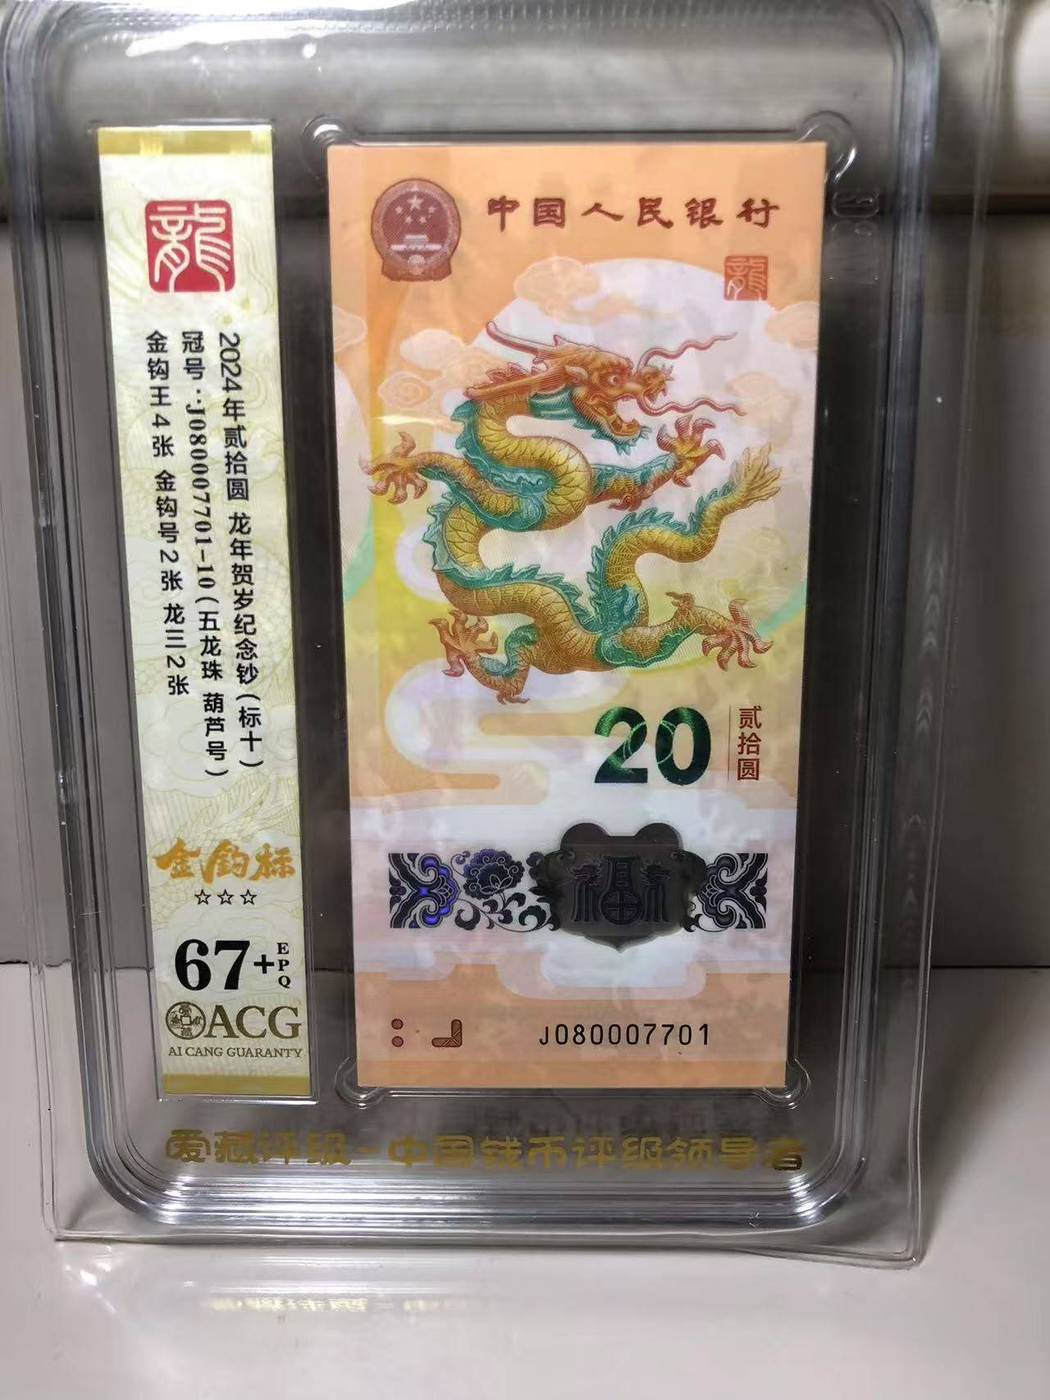 龍
2024年贰拾圆 龙年贺岁纪念钞(标十)
冠号:J080007701-10(五龙珠 葫芦号)
金钩王4张 金钩号2张 龙三2张
金钩标
☆☆☆
67+EPQ
ACG
AI CANG GUARANTY
中国人民银行
龍
20
贰拾圆
福
J080007701
爱藏评级-中国钱币评级领导者